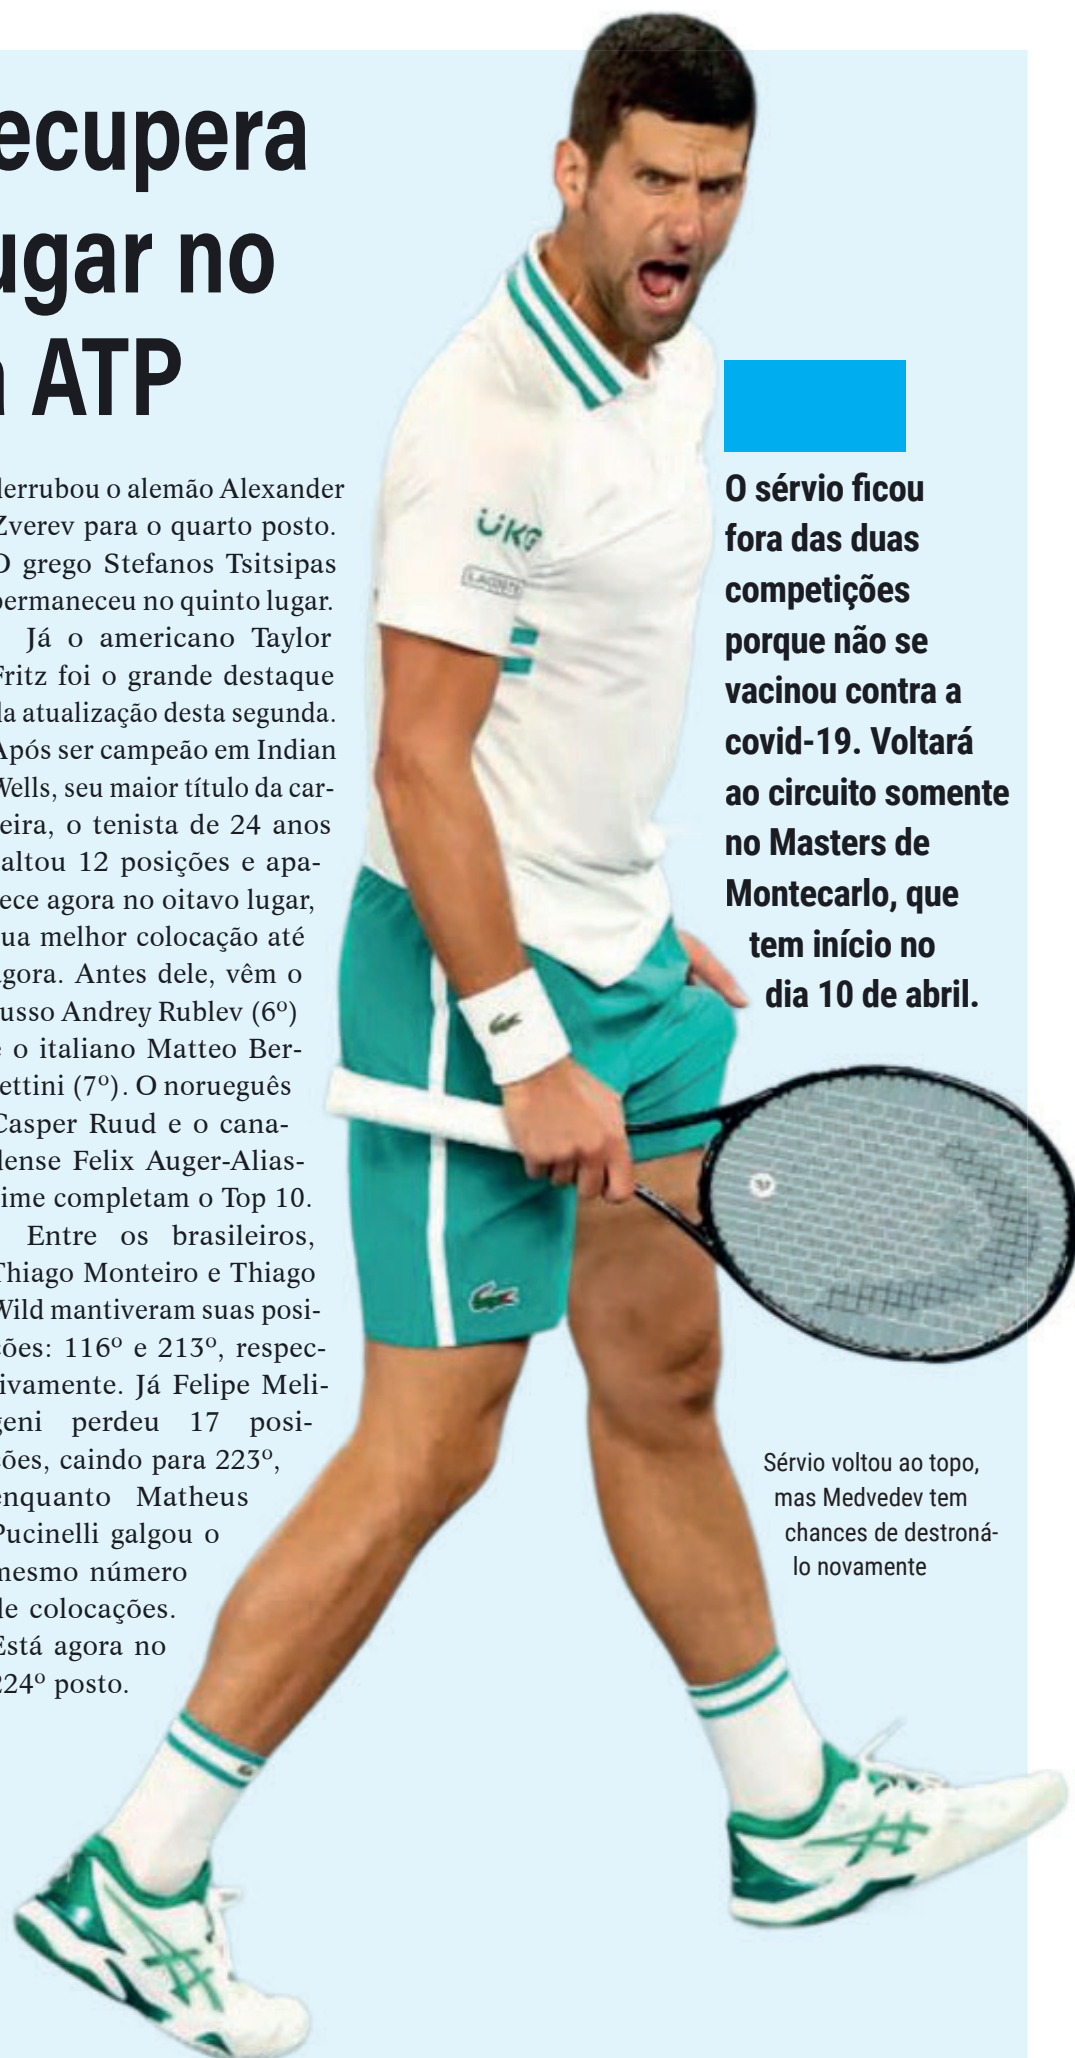 ecupera
ugar no
ATP
derrubou o alemão Alexander
Zverev para o quarto posto.
O grego Stefanos Tsitsipas
permaneceu no quinto lugar.
Já o americano Taylor
Fritz foi o grande destaque
da atualização desta segunda.
Após ser campeão em Indian
Wells, seu maior título da car-
reira, o tenista de 24 anos
saltou 12 posições e apa-
rece agora no oitavo lugar,
sua melhor colocação até
agora. Antes dele, vêm o
russo Andrey Rublev (6º)
e o italiano Matteo Ber-
rettini (7º). O norueguês
Casper Ruud e o cana-
dense Felix Auger-Alias-
sime completam o Top 10.
Entre os brasileiros,
Thiago Monteiro e Thiago
Wild mantiveram suas posi-
ções: 116º e 213º, respec-
tivamente. Já Felipe Meli-
geni perdeu 17 posi-
ções, caindo para 223º,
enquanto Matheus
Pucinelli galgou o
mesmo número
de colocações.
Está agora no
224º posto.
UKG
LACOSTE
O sérvio ficou
fora das duas
competições
porque não se
vacinou contra a
covid-19. Voltará
ao circuito somente
no Masters de
Montecarlo, que
tem início no
dia 10 de abril.
Sérvio voltou ao topo,
mas Medvedev tem
chances de destroná-
lo novamente